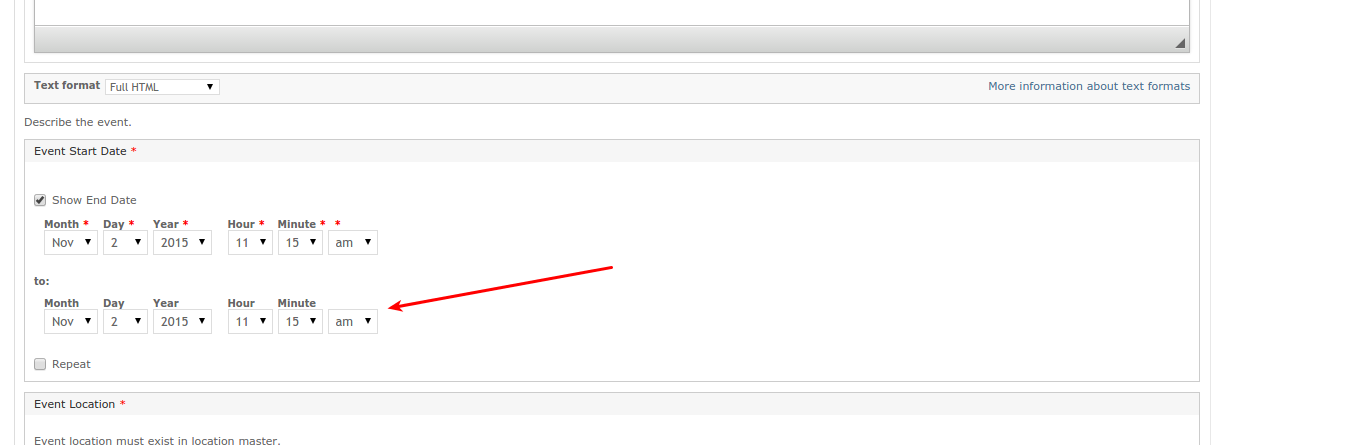 Text format Full HTML More information about text formats
Describe the event.
Event Start Date *
Show End Date
Month * Day * Year * Hour * Minute * *
Nov 2 2015 11 15 am
to:
Month Day Year Hour Minute
Nov 2 2015 11 15 am
Repeat
Event Location *
Event location must exist in location master.